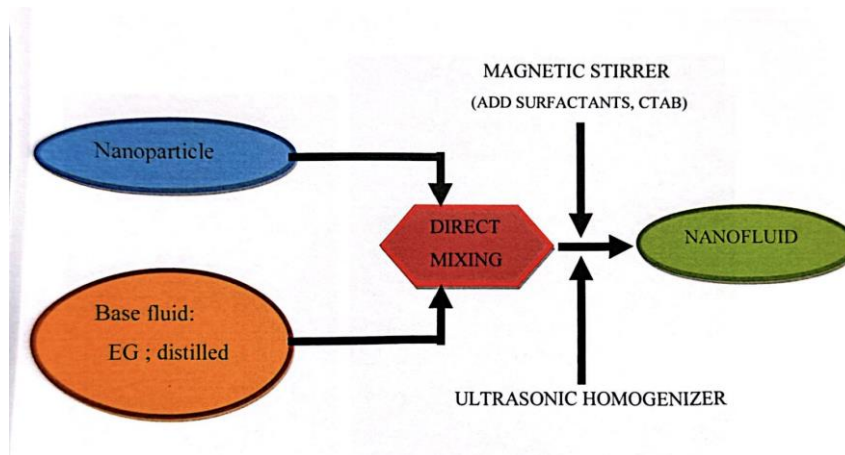 MAGNETIC STIRRER
(ADD SURFACTANTS, CTAB)
Nanoparticle
DIRECT
MIXING
NANOFLUID
Base fluid:
EG ; distilled
ULTRASONIC HOMOGENIZER